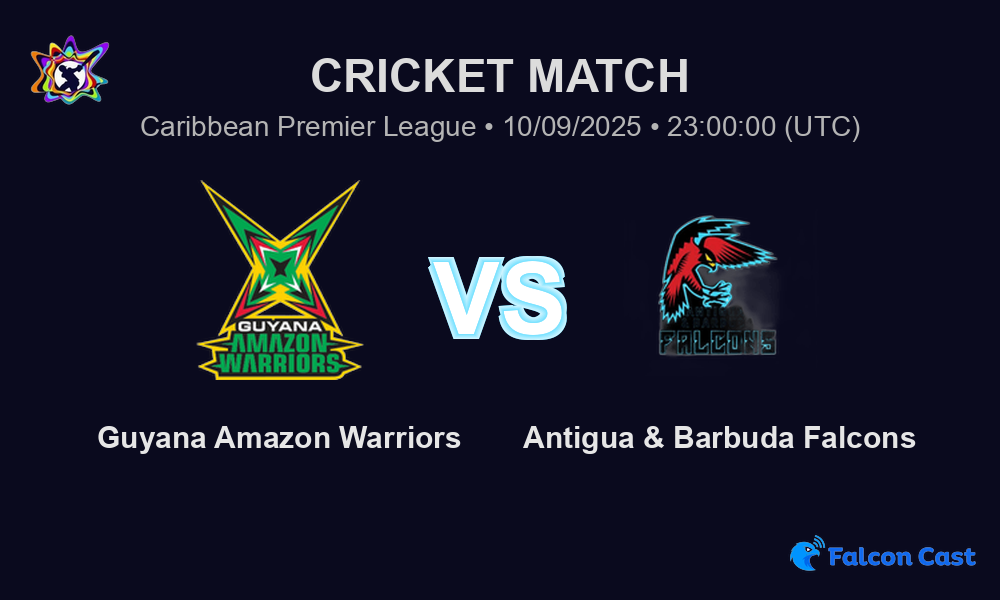 CRICKET MATCH
Caribbean Premier League • 10/09/2025 • 23:00:00 (UTC)
GUYANA
AMAZON
WARRIORS
VS
FALCONS
Guyana Amazon Warriors
Antigua & Barbuda Falcons
Falcon Cast